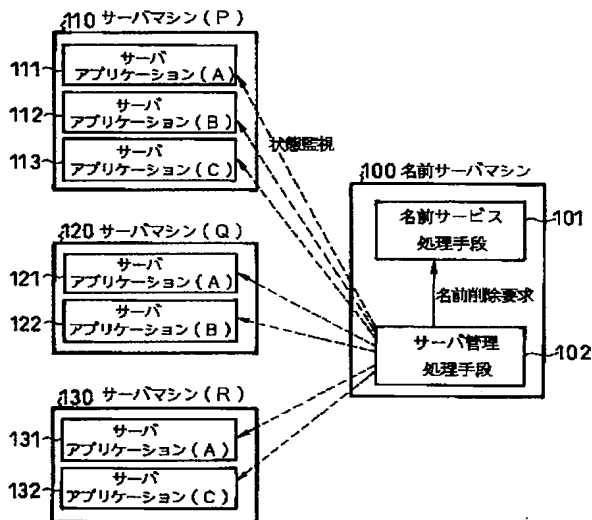 110 サーバマシン(P)
111
サーバ
アプリケーション(A)
112
サーバ
アプリケーション(B)
113
サーバ
アプリケーション(C)
状態監視
100 名前サーバマシン
名前サービス
処理手段
101
名前削除要求
サーバ管理
処理手段
102
120 サーバマシン(Q)
121
サーバ
アプリケーション(A)
122
サーバ
アプリケーション(B)
130 サーバマシン(R)
131
サーバ
アプリケーション(A)
132
サーバ
アプリケーション(C)